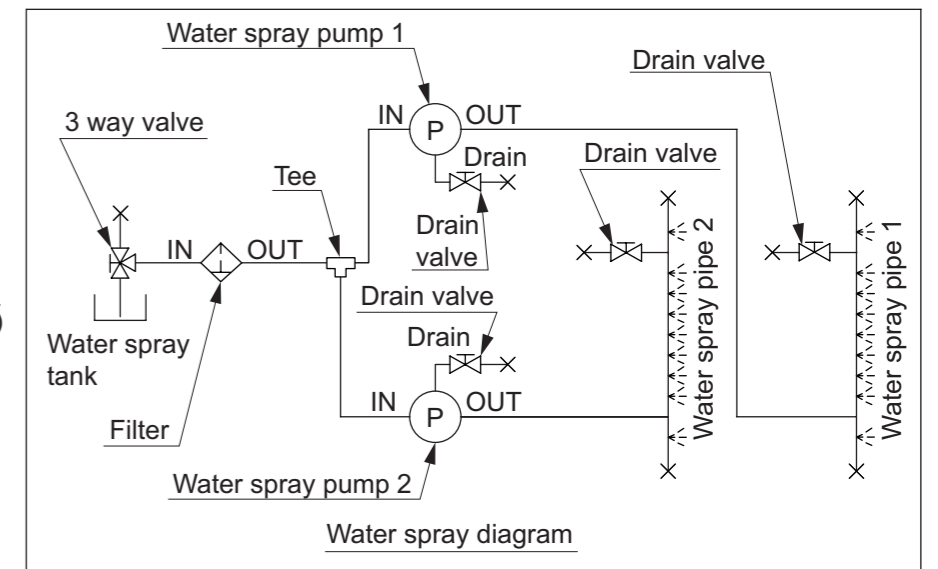 Water spray pump 1
Drain valve
3 way valve
IN
P
OUT
Drain
Drain valve
Tee
Drain
valve
IN
OUT
Drain valve
Water spray
tank
Drain
Water spray pipe 2
Water spray pipe 1
IN
P
OUT
Filter
Water spray pump 2
Water spray diagram